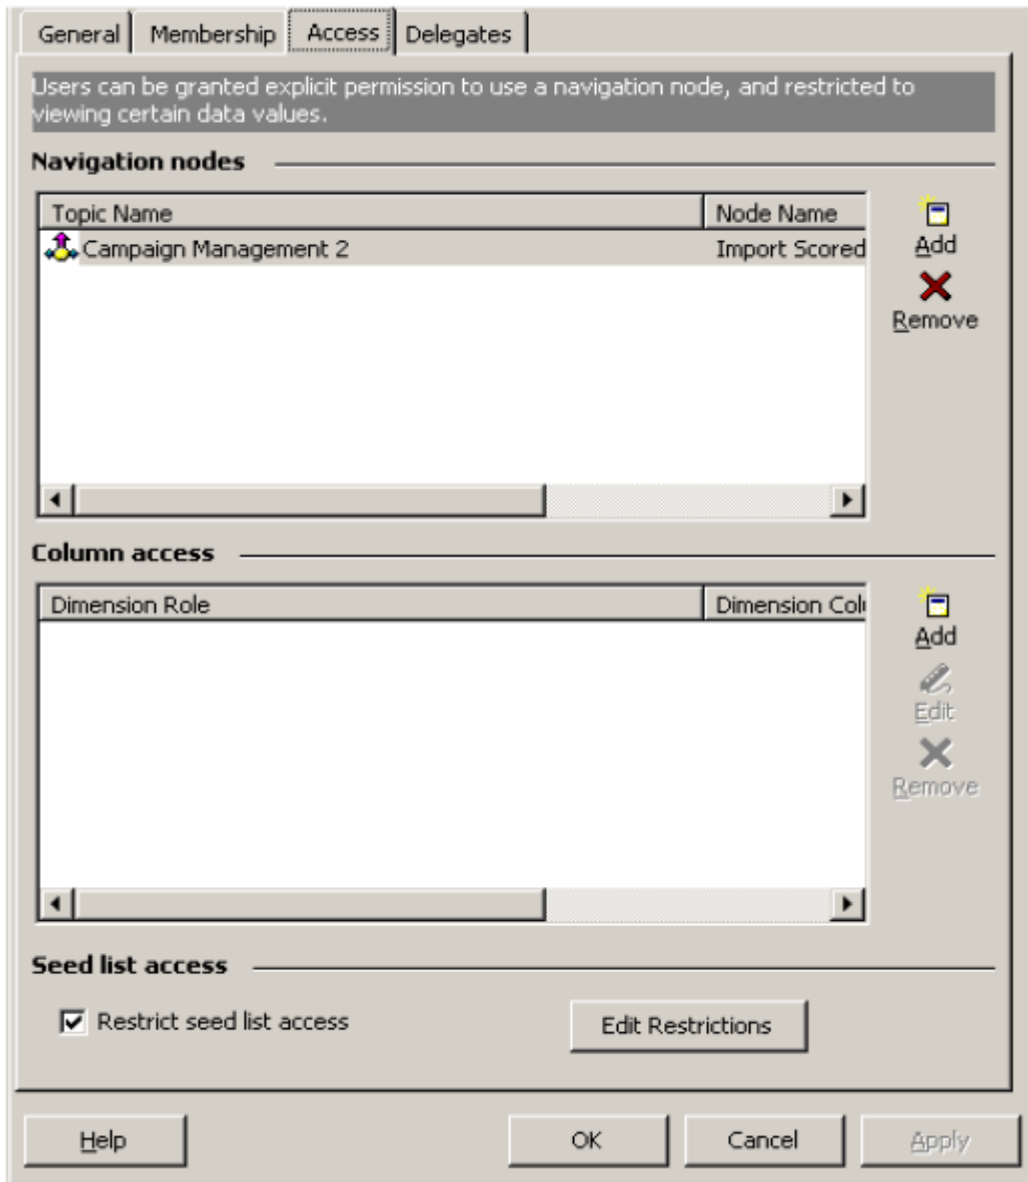 General Membership Access Delegates
Users can be granted explicit permission to use a navigation node, and restricted to
viewing certain data values.
Navigation nodes
Topic Name Node Name
Add
Campaign Management 2 Import Scored
Remove
Column access
Dimension Role Dimension Colu
Add
Edit
Remove
Seed list access
Restrict seed list access Edit Restrictions
Help OK Cancel Apply